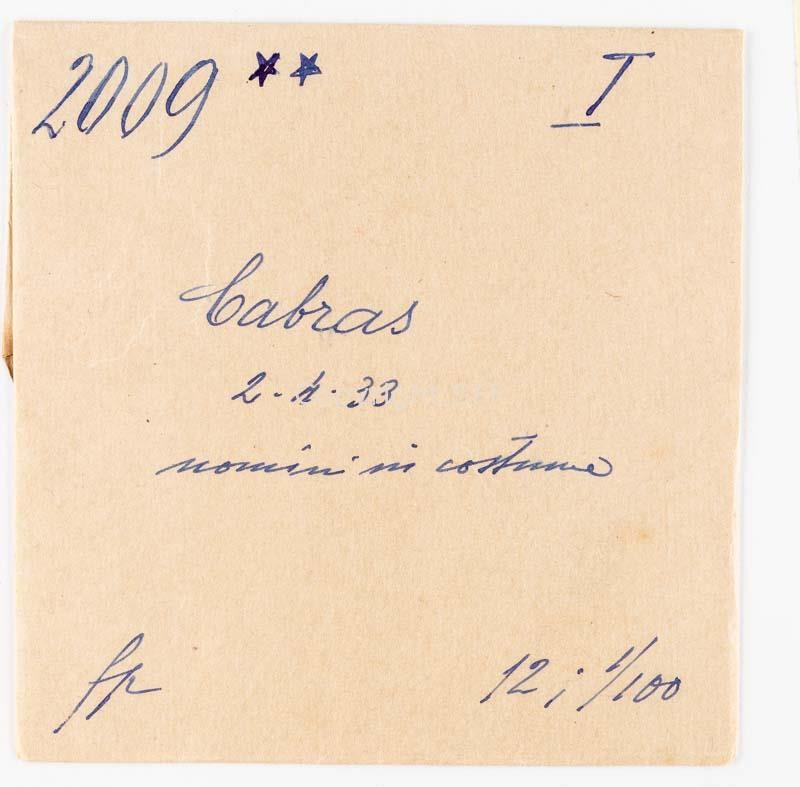 2009 ** I
Cabras
2-4-33
uomini in costume
fp
12; 1/100